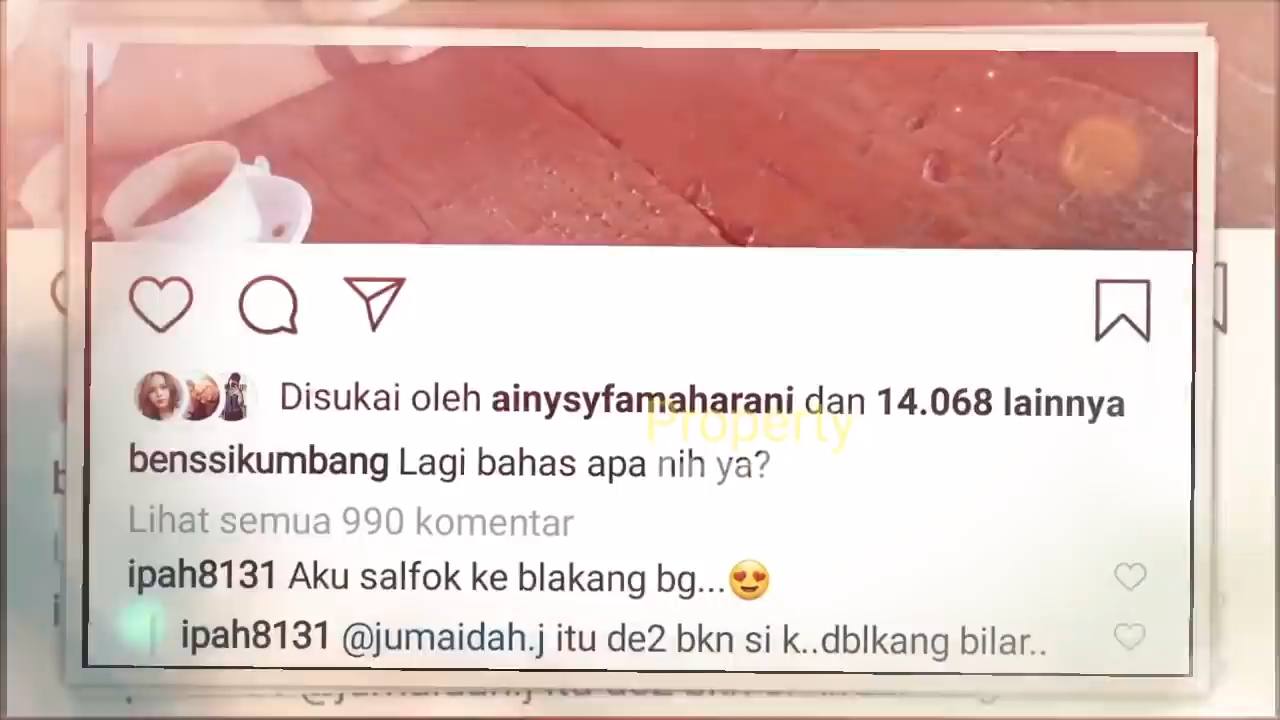 Disukai oleh ainysyfamaharani dan 14.068 lainnya
Property
benssikumbang Lagi bahas apa nih ya?
Lihat semua 990 komentar
ipah8131 Aku salfok ke blakang bg...😍
ipah8131 @jumaidah.j itu de2 bkn si k..dblkang bilar..